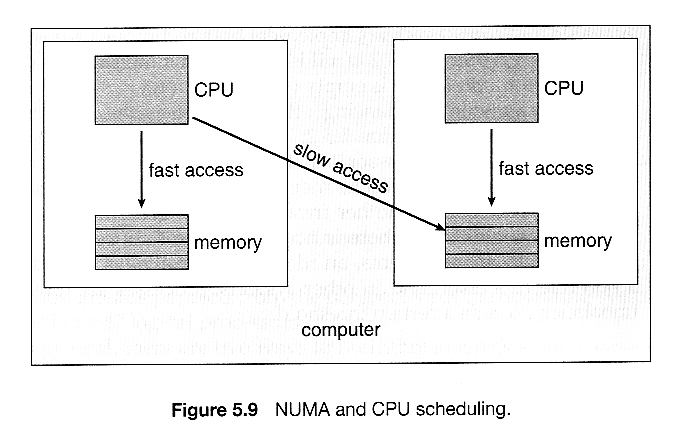 CPU
CPU
fast access
slow access
fast access
memory
memory
computer
Figure 5.9 NUMA and CPU scheduling.